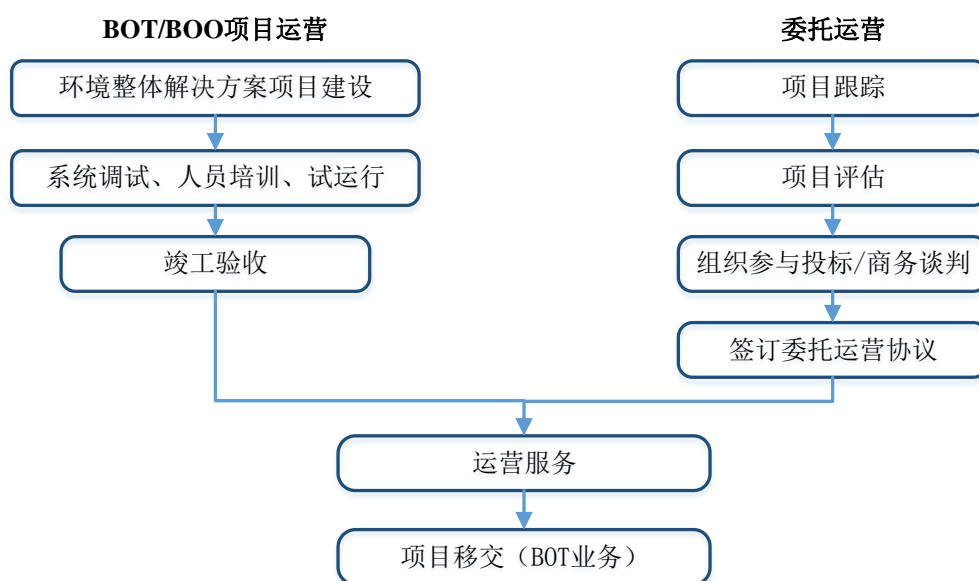 BOT/BOO项目运营
委托运营
环境整体解决方案项目建设
项目跟踪
系统调试、人员培训、试运行
项目评估
竣工验收
组织参与投标/商务谈判
签订委托运营协议
运营服务
项目移交（BOT业务）